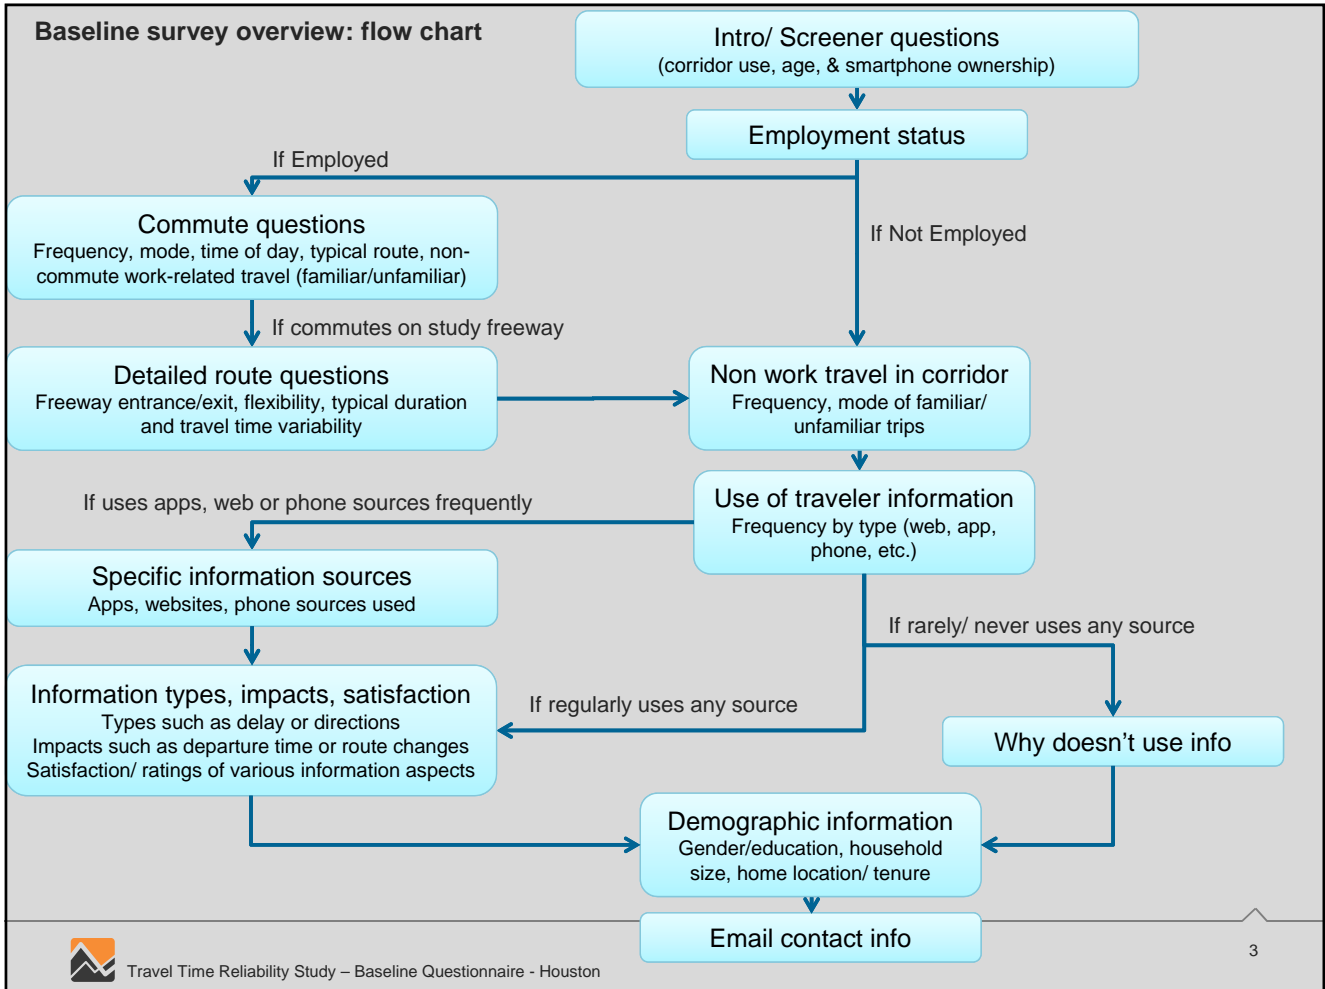 Baseline survey overview: flow chart
Intro/ Screener questions
(corridor use, age, & smartphone ownership)
Employment status
If Employed
Commute questions
Frequency, mode, time of day, typical route, non-
commute work-related travel (familiar/unfamiliar)
If Not Employed
If commutes on study freeway
Detailed route questions
Freeway entrance/exit, flexibility, typical duration
and travel time variability
Non work travel in corridor
Frequency, mode of familiar/
unfamiliar trips
Use of traveler information
Frequency by type (web, app,
phone, etc.)
If uses apps, web or phone sources frequently
Specific information sources
Apps, websites, phone sources used
If rarely/ never uses any source
Information types, impacts, satisfaction
Types such as delay or directions
Impacts such as departure time or route changes
Satisfaction/ ratings of various information aspects
If regularly uses any source
Why doesn’t use info
Demographic information
Gender/education, household
size, home location/ tenure
Email contact info
Travel Time Reliability Study – Baseline Questionnaire - Houston
3